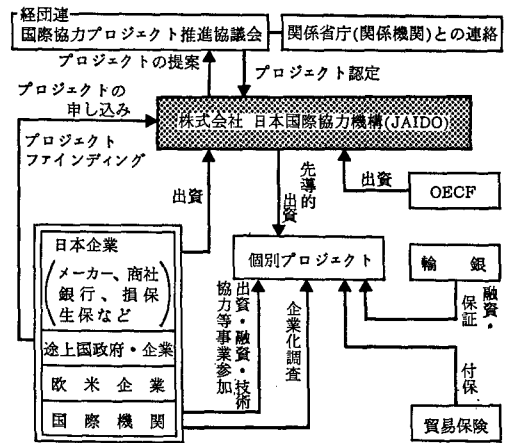 経団連
国際協力プロジェクト推進協議会
関係省庁(関係機関)との連絡
プロジェクトの提案
プロジェクト認定
プロジェクトの
申し込み
プロジェクト
ファインディング
株式会社 日本国際協力機構(JAIDO)
出資
先導的
出資
出資
OECF
日本企業
(メーカー、商社
銀行、損保
生保など)
個別プロジェクト
輸銀
融資・
保証
途上国政府・企業
欧米企業
国際機関
出資・融資・技術
協力等事業参加
企業化調査
付保
貿易保険